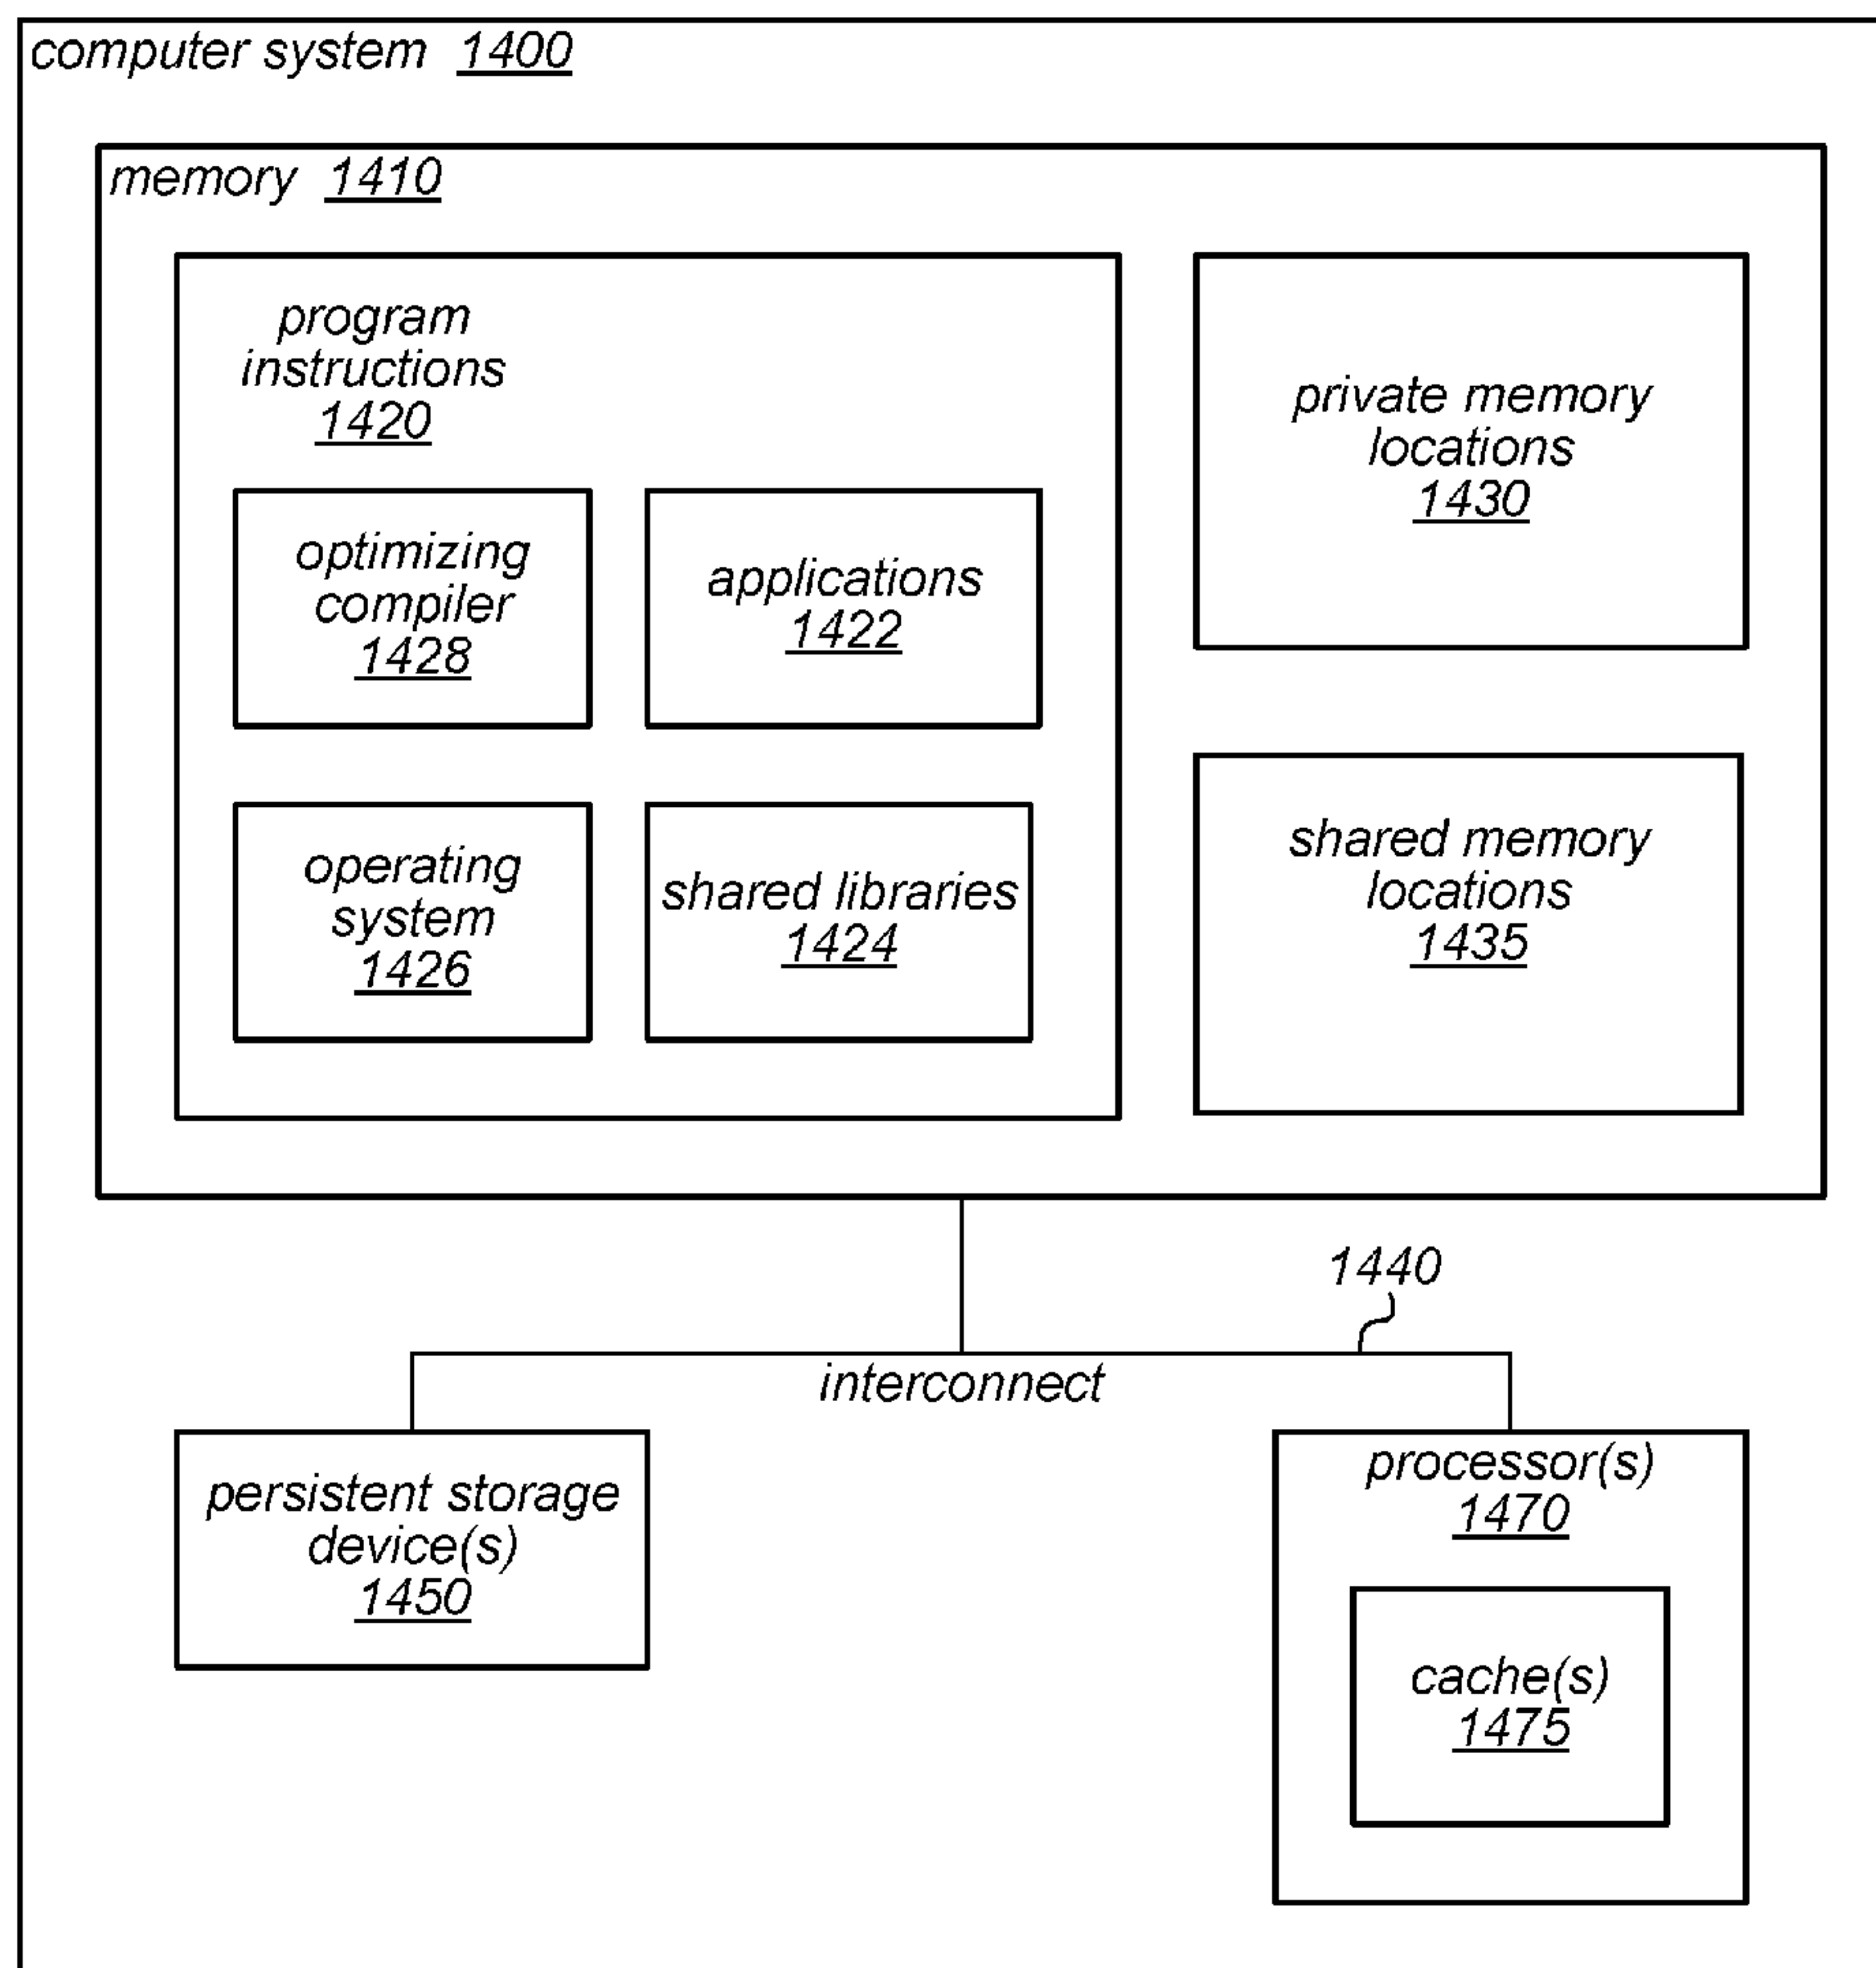 computer system 1400
memory 1410
program
instructions
1420
optimizing
compiler
1428
applications
1422
operating
system
1426
shared libraries
1424
private memory
locations
1430
shared memory
locations
1435
1440
interconnect
persistent storage
device(s)
1450
processor(s)
1470
cache(s)
1475